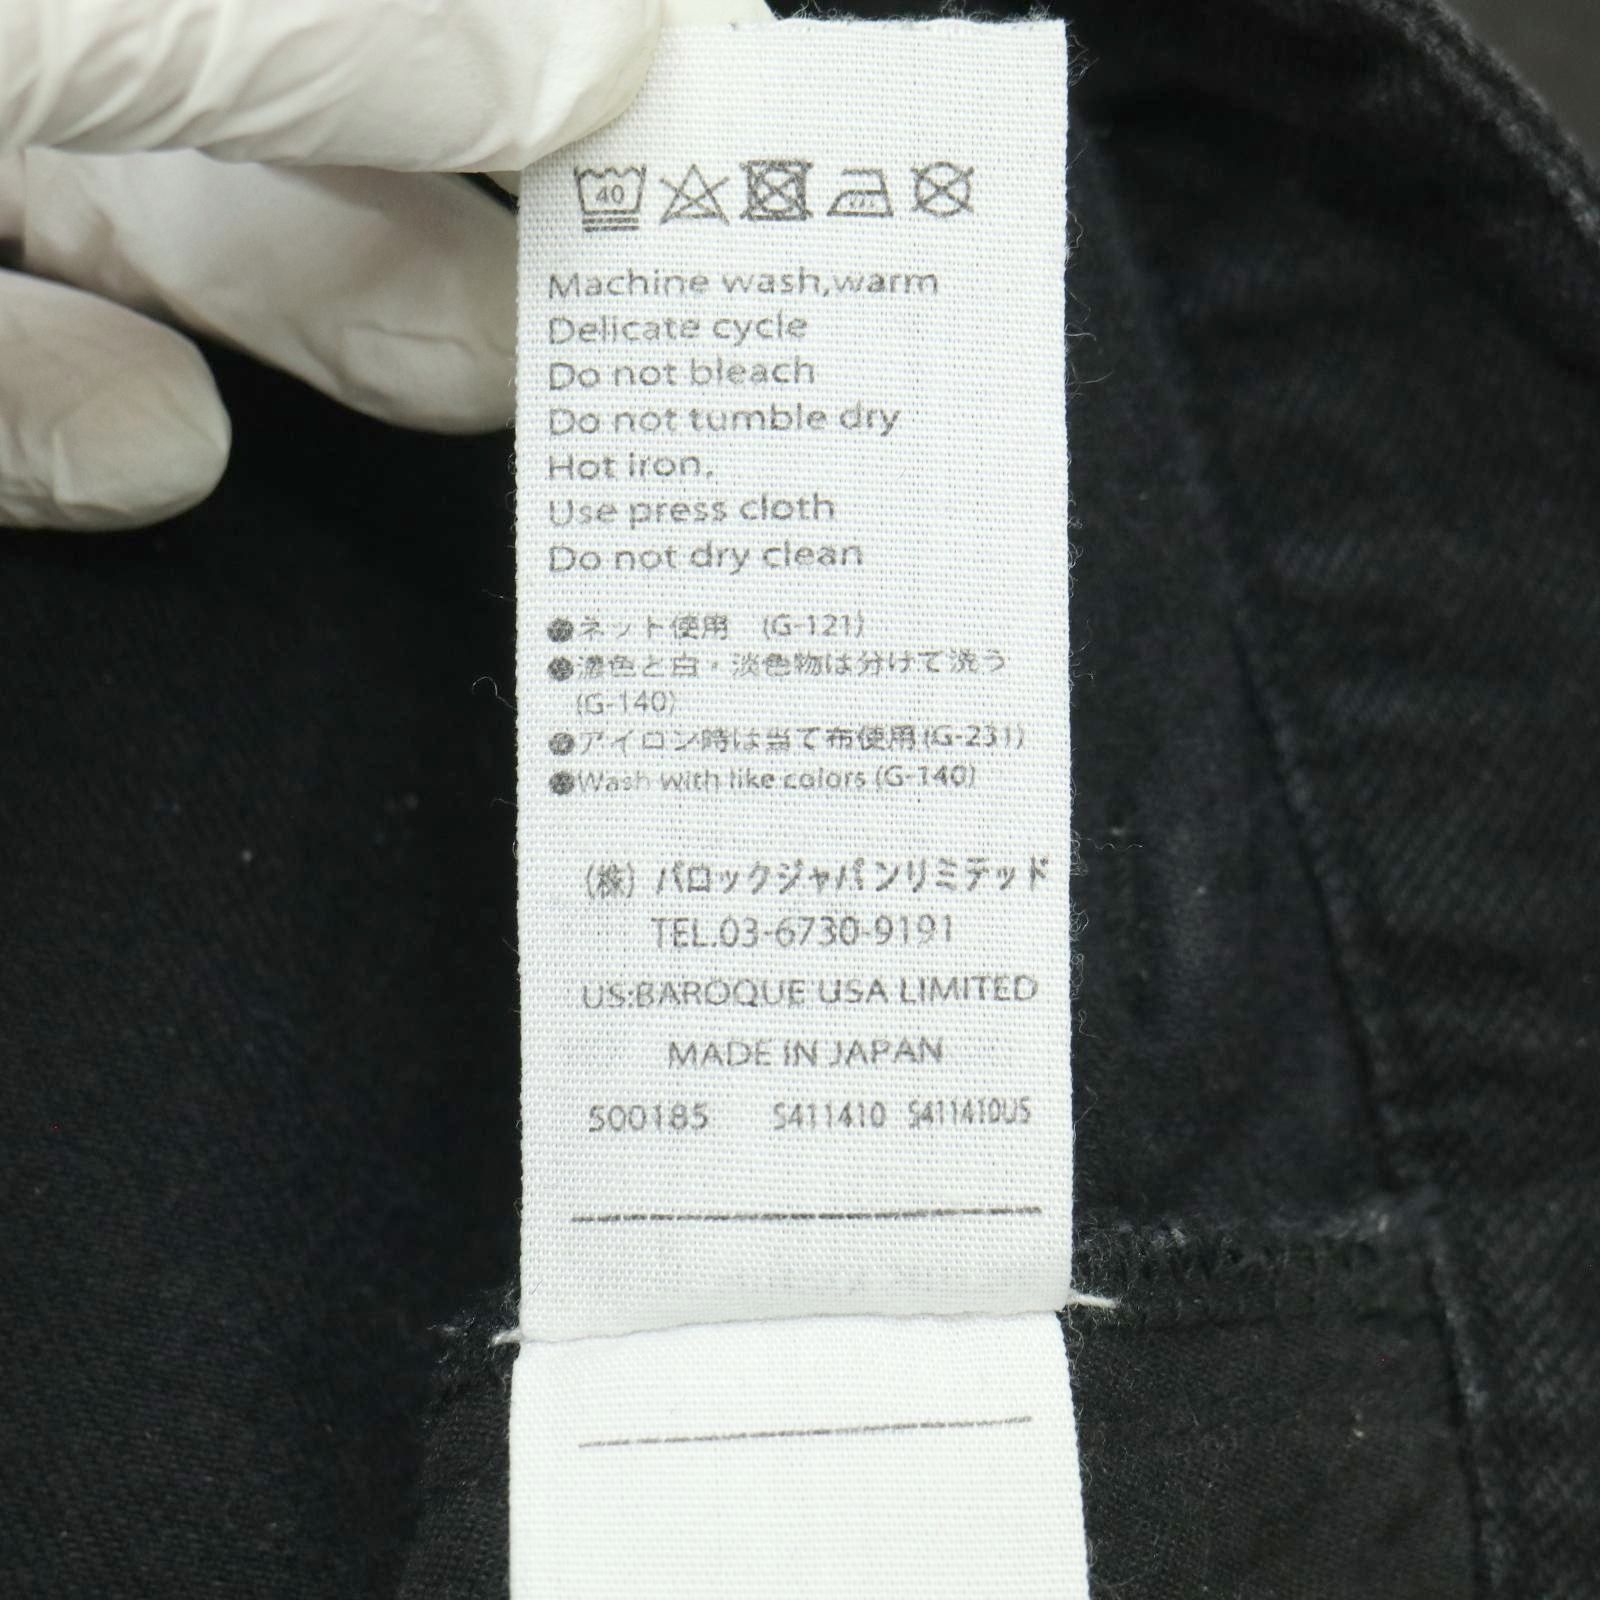 40
Machine wash,warm
Delicate cycle
Do not bleach
Do not tumble dry
Hot iron,
Use press cloth
Do not dry clean
●ネット使用 (G-121)
●濃色と白・淡色物は分けて洗う
(G-140)
●アイロン時は当て布使用(G-231)
●Wash with like colors (G-140)
(株) バロックジャパンリミテッド
TEL.03-6730-9191
US:BAROQUE USA LIMITED
MADE IN JAPAN
500185 S411410 S411410US